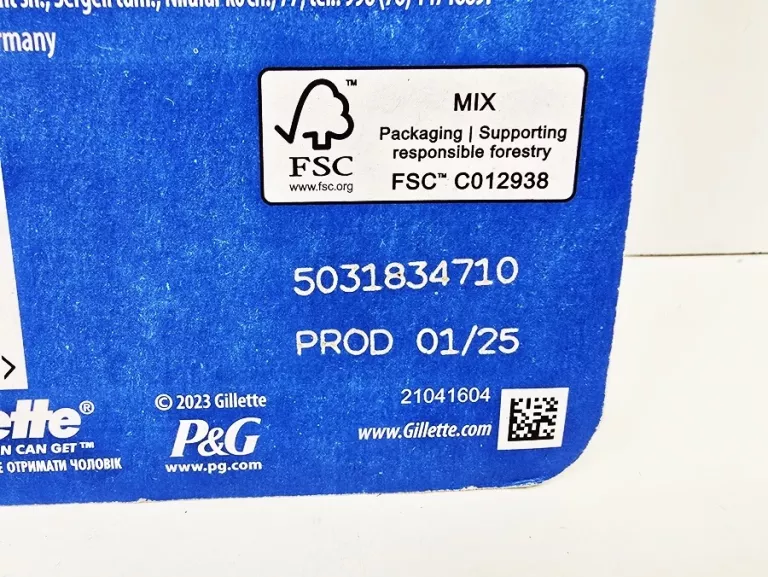 rmany
MIX
Packaging | Supporting
responsible forestry
FSC™ C012938
FSC
www.fsc.org
5031834710
PROD 01/25
21041604
© 2023 Gillette
P&G
www.pg.com
www.Gillette.com
ette®
N CAN GET™
Е ОТРИМАТИ ЧОЛОВІК